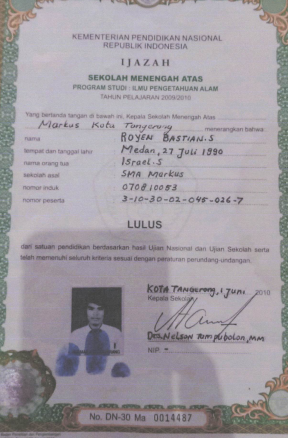 KEMENTERIAN PENDIDIKAN NASIONAL
REPUBLIK INDONESIA
IJAZAH
SEKOLAH MENENGAH ATAS
PROGRAM STUDI : ILMU PENGETAHUAN ALAM
TAHUN PELAJARAN 2009/2010
Yang bertanda tangan di bawah ini, Kepala Sekolah Menengah Atas
Markus Kota Tangerang menerangkan bahwa:
nama ROYEN BASTIAN.S
tempat dan tanggal lahir Medan, 27 Juli 1990
nama orang tua Israel.S
sekolah asal SMA Markus
nomor induk 070810053
nomor peserta 3-10-30-02-045-026-7
LULUS
dari satuan pendidikan berdasarkan hasil Ujian Nasional dan Ujian Sekolah serta
telah memenuhi seluruh kriteria sesuai dengan peraturan perundang-undangan.
KOTA TANGERANG, 1 Juni 2010
Kepala Sekolah
Drs. Nelson Tampubolon, MM
NIP -
No. DN-30 Ma 0014487